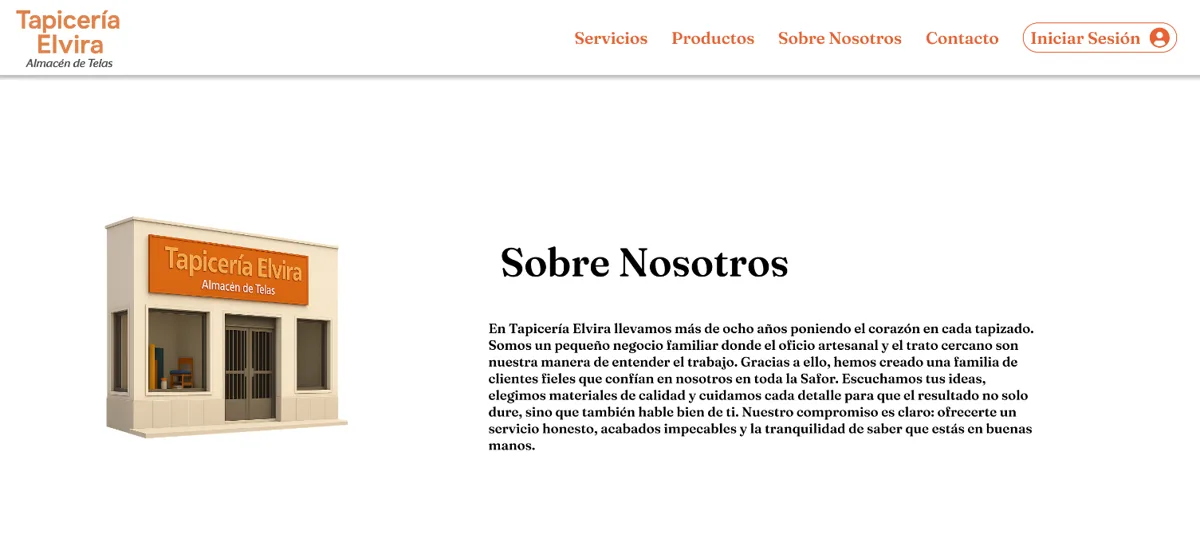 Tapicería
Elvira
Almacén de Telas
Servicios
Productos
Sobre Nosotros
Contacto
Iniciar Sesión
Tapicería Elvira
Almacén de Telas
Sobre Nosotros
En Tapicería Elvira llevamos más de ocho años poniendo el corazón en cada tapizado.
Somos un pequeño negocio familiar donde el oficio artesanal y el trato cercano son
nuestra manera de entender el trabajo. Gracias a ello, hemos creado una familia de
clientes fieles que confían en nosotros en toda la Safor. Escuchamos tus ideas,
elegimos materiales de calidad y cuidamos cada detalle para que el resultado no solo
dure, sino que también hable bien de ti. Nuestro compromiso es claro: ofrecerte un
servicio honesto, acabados impecables y la tranquilidad de saber que estás en buenas
manos.